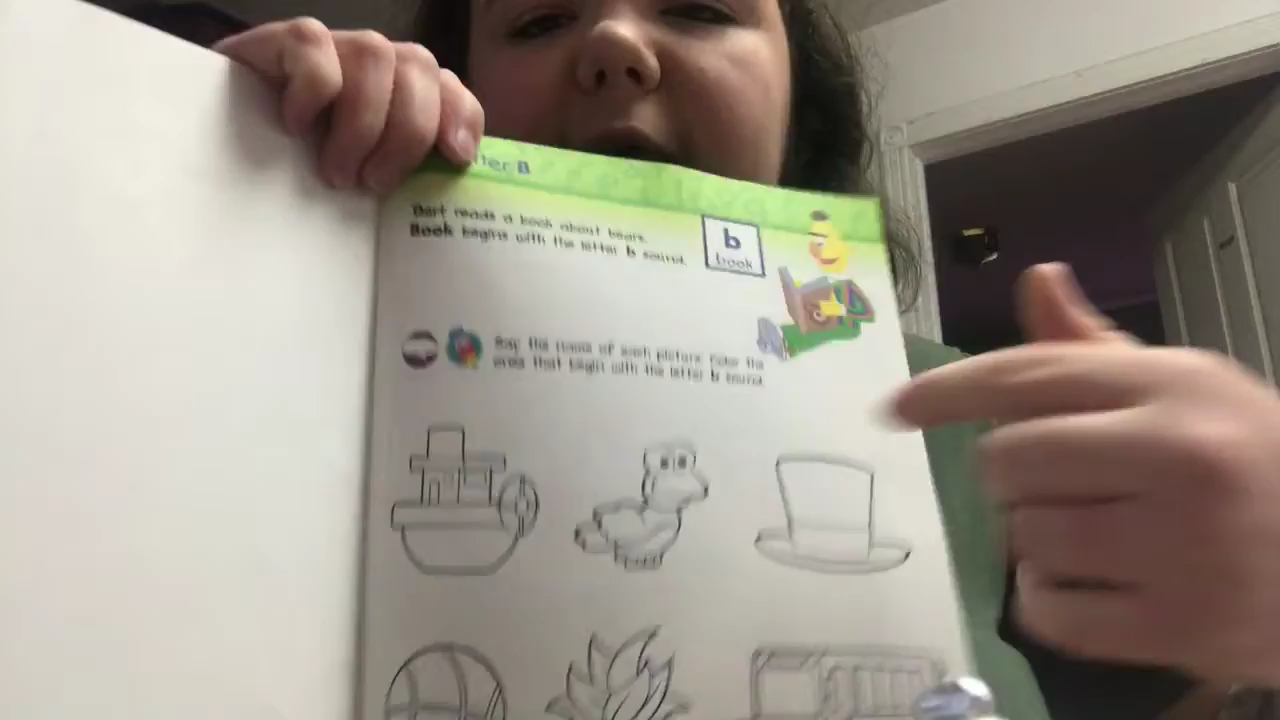 tter B
Bert reads a book about bears.
Book begins with the letter b sound.
b
book
Say the name of each picture. Color the
ones that begin with the letter b sound.